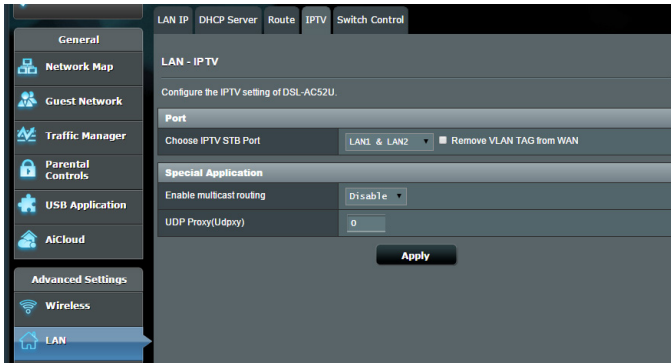 LAN IP DHCP Server Route IPTV Switch Control
General
Network Map
Guest Network
Traffic Manager
Parental
Controls
USB Application
AiCloud
Advanced Settings
Wireless
LAN
LAN - IPTV
Configure the IPTV setting of DSL-AC52U.
Port
Choose IPTV STB Port LAN1 & LAN2 Remove VLAN TAG from WAN
Special Application
Enable multicast routing Disable
UDP Proxy(Udpxy) 0
Apply